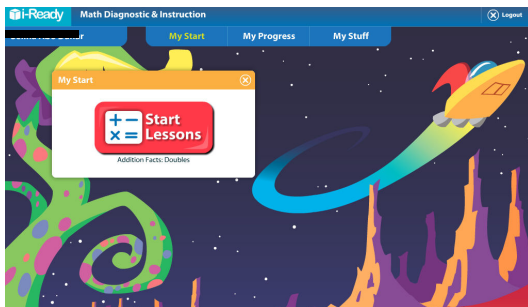 i-Ready Math Diagnostic & Instruction Logout
My Start My Progress My Stuff
My Start
Start
Lessons
Addition Facts: Doubles